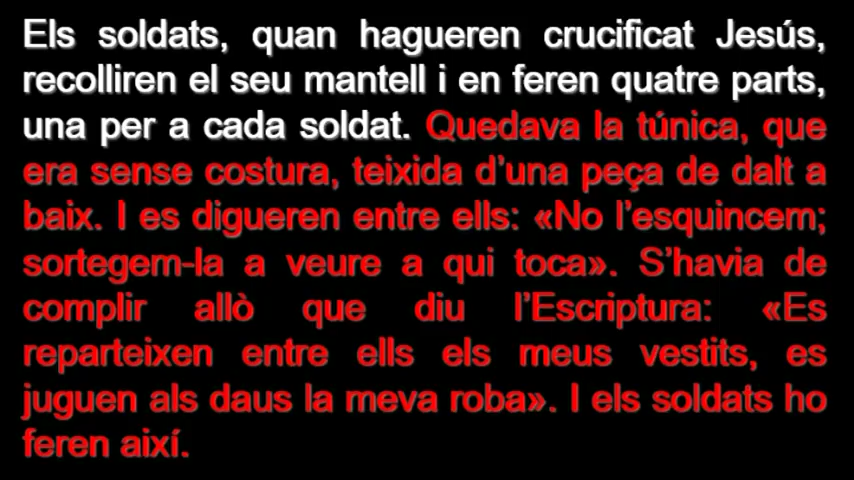 Els soldats, quan hagueren crucificat Jesús,
recolliren el seu mantell i en feren quatre parts,
una per a cada soldat. Quedava la túnica, que
era sense costura, teixida d’una peça de dalt a
baix. I es digueren entre ells: «No l’esquincem;
sortegem-la a veure a qui toca». S’havia de
complir allò que diu l’Escriptura: «Es
reparteixen entre ells els meus vestits, es
juguen als daus la meva roba». I els soldats ho
feren així.